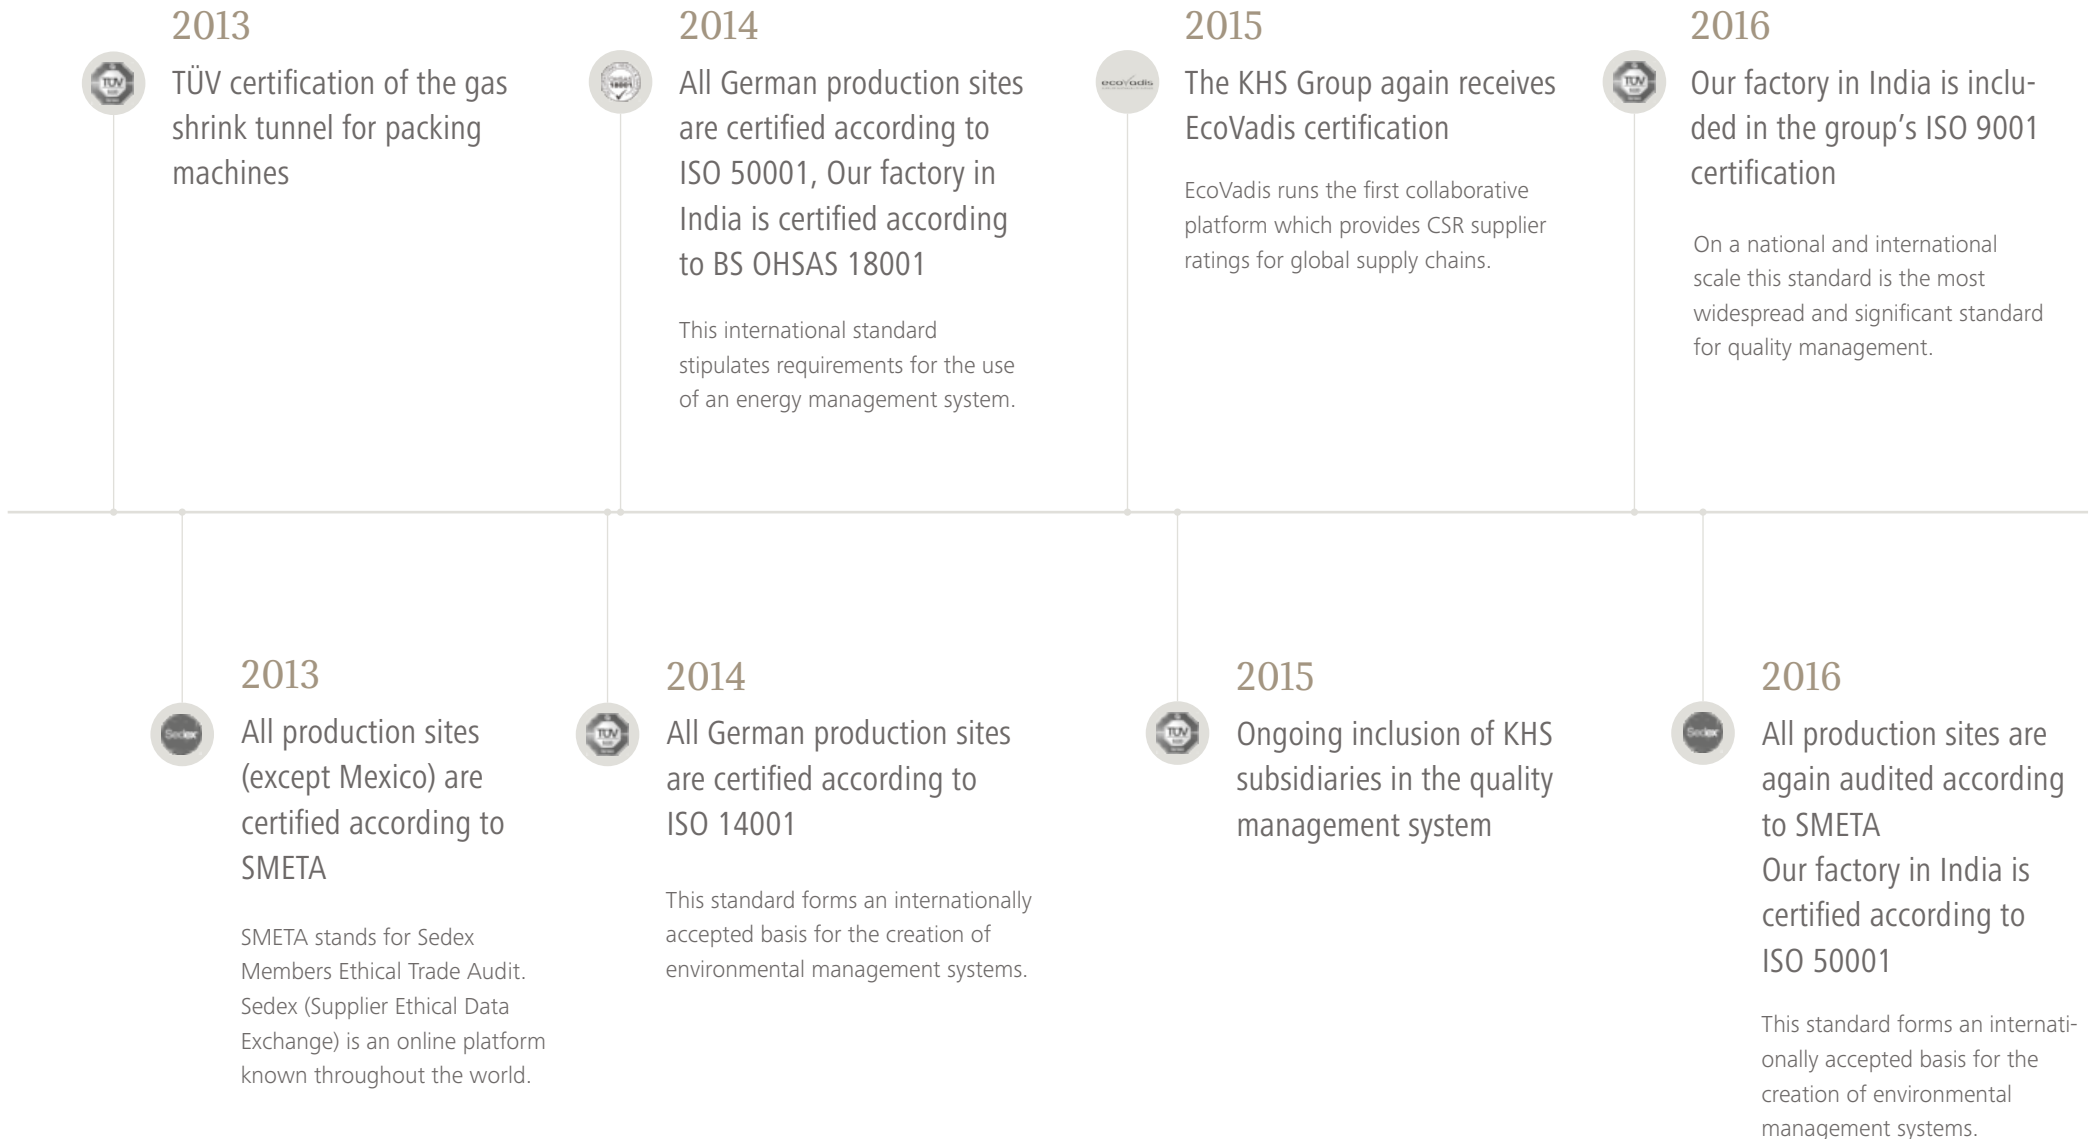 2013
TÜV certification of the gas
shrink tunnel for packing
machines
2014
All German production sites
are certified according to
ISO 50001, Our factory in
India is certified according
to BS OHSAS 18001
This international standard
stipulates requirements for the use
of an energy management system.
2015
The KHS Group again receives
EcoVadis certification
EcoVadis runs the first collaborative
platform which provides CSR supplier
ratings for global supply chains.
2016
Our factory in India is inclu-
ded in the group's ISO 9001
certification
On a national and international
scale this standard is the most
widespread and significant standard
for quality management.
TÜV
18001
ecovadis
TÜV
2013
All production sites
(except Mexico) are
certified according to
SMETA
SMETA stands for Sedex
Members Ethical Trade Audit.
Sedex (Supplier Ethical Data
Exchange) is an online platform
known throughout the world.
2014
All German production sites
are certified according to
ISO 14001
This standard forms an internationally
accepted basis for the creation of
environmental management systems.
2015
Ongoing inclusion of KHS
subsidiaries in the quality
management system
2016
All production sites are
again audited according
to SMETA
Our factory in India is
certified according to
ISO 50001
This standard forms an internati-
onally accepted basis for the
creation of environmental
management systems.
Sedex
TÜV
TÜV
Sedex